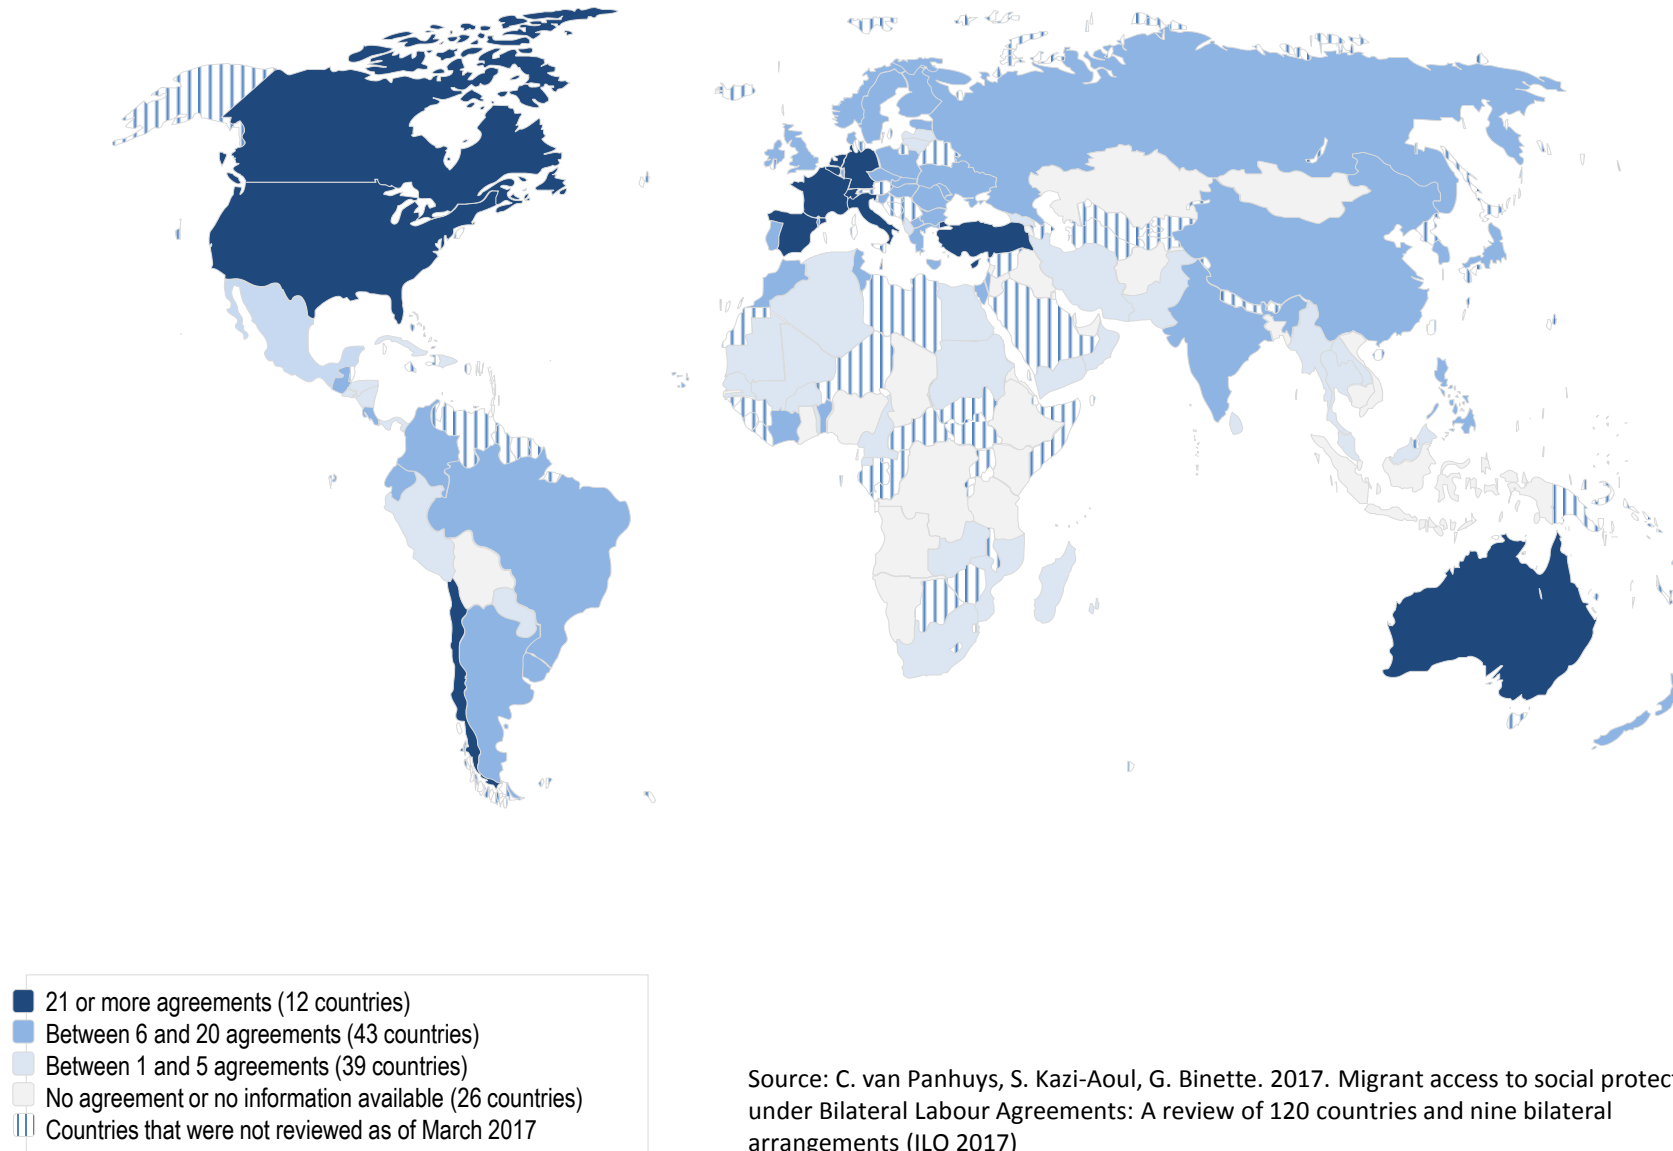 21 or more agreements (12 countries)
Between 6 and 20 agreements (43 countries)
Between 1 and 5 agreements (39 countries)
No agreement or no information available (26 countries)
Countries that were not reviewed as of March 2017
Source: C. van Panhuys, S. Kazi-Aoul, G. Binette. 2017. Migrant access to social protect
under Bilateral Labour Agreements: A review of 120 countries and nine bilateral
arrangements (ILO 2017)